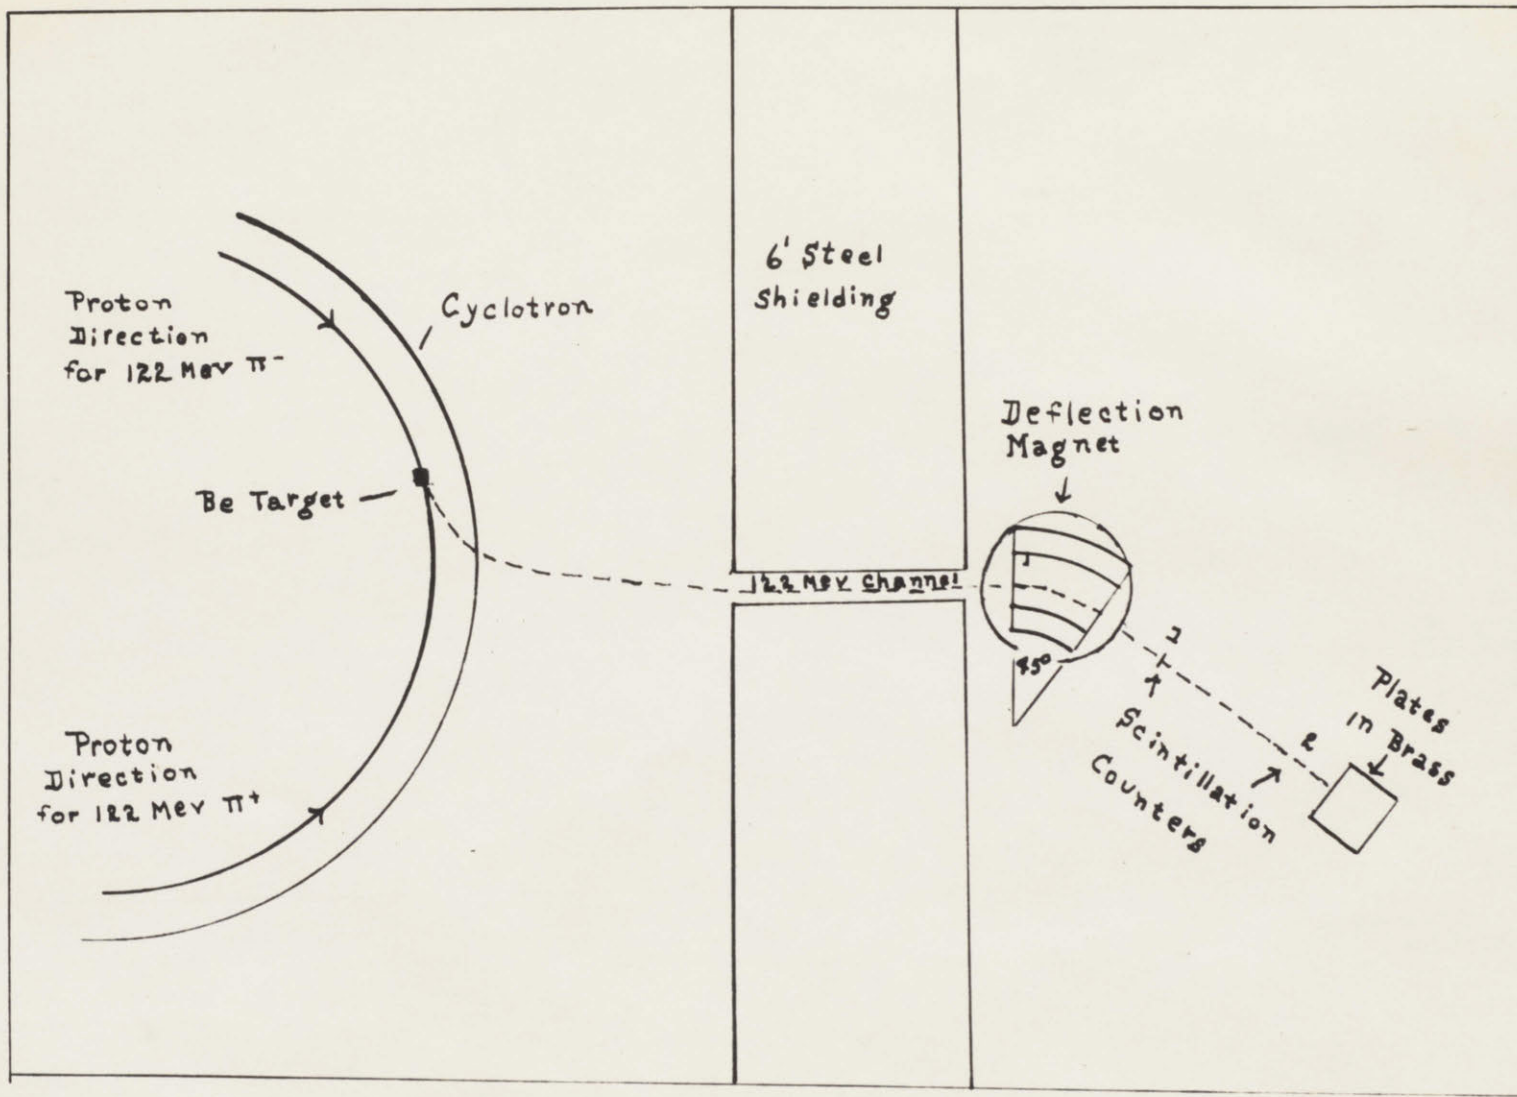 Proton
Direction
for 122 Mev π⁻
Cyclotron
Be Target
Proton
Direction
for 122 Mev π⁺
6' Steel
Shielding
122 Mev Channel
Deflection
Magnet
45°
1
2
Scintillation
Counters
Plates
in Brass